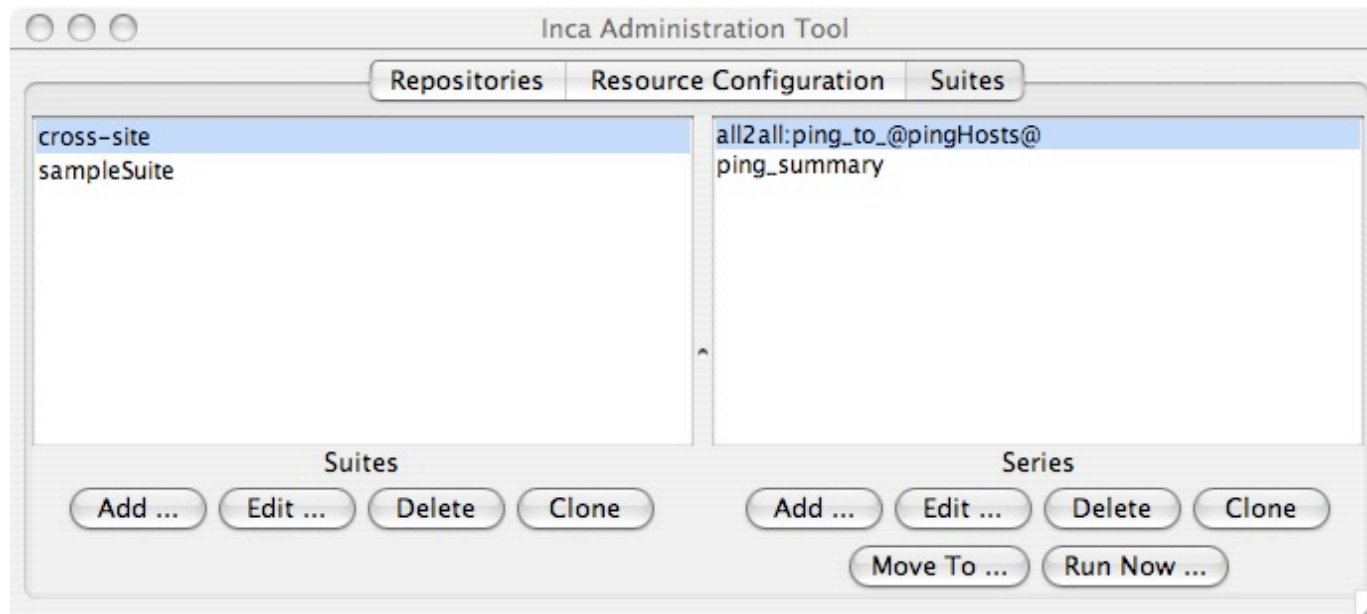 Inca Administration Tool
Repositories Resource Configuration Suites
cross-site
sampleSuite
all2all:ping_to_@pingHosts@
ping_summary
Suites
Add ... Edit ... Delete Clone
Series
Add ... Edit ... Delete Clone
Move To ... Run Now ...